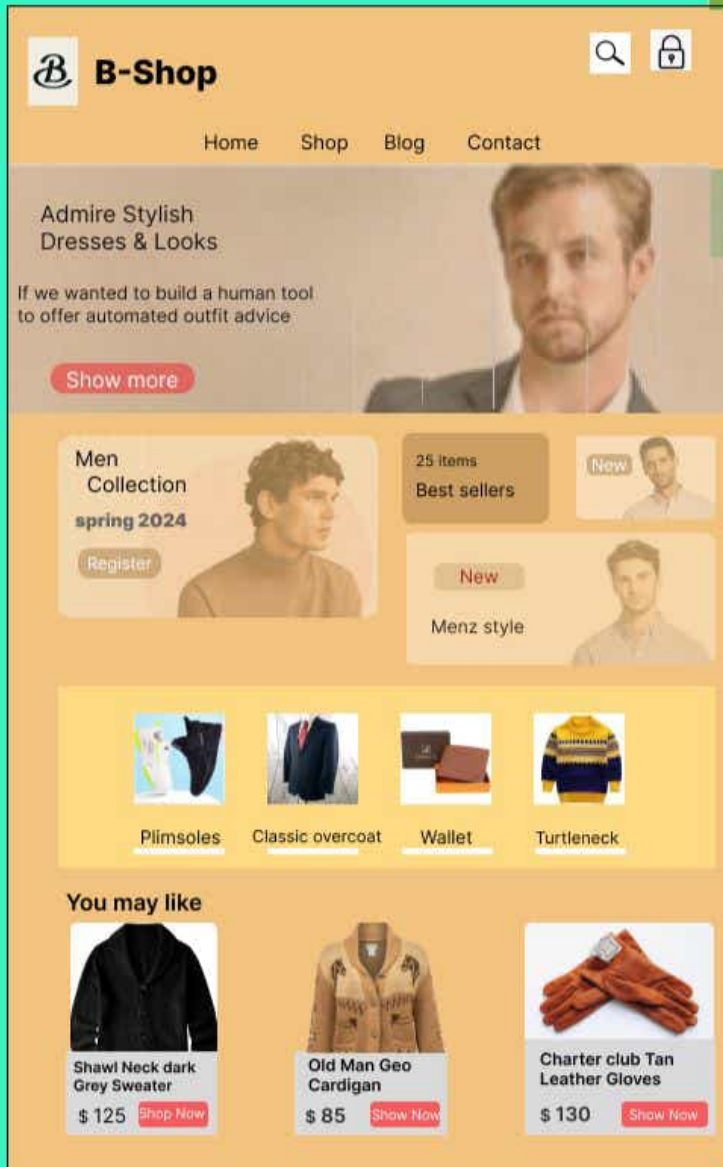 B B-Shop
Home Shop Blog Contact
Admire Stylish
Dresses & Looks
If we wanted to build a human tool
to offer automated outfit advice
Show more
Men
Collection
spring 2024
Register
25 items
Best sellers
New
New
Menz style
Plimsoles Classic overcoat Wallet Turtleneck
You may like
Shawl Neck dark
Grey Sweater
$ 125 Shop Now
Old Man Geo
Cardigan
$ 85 Show Now
Charter club Tan
Leather Gloves
$ 130 Show Now